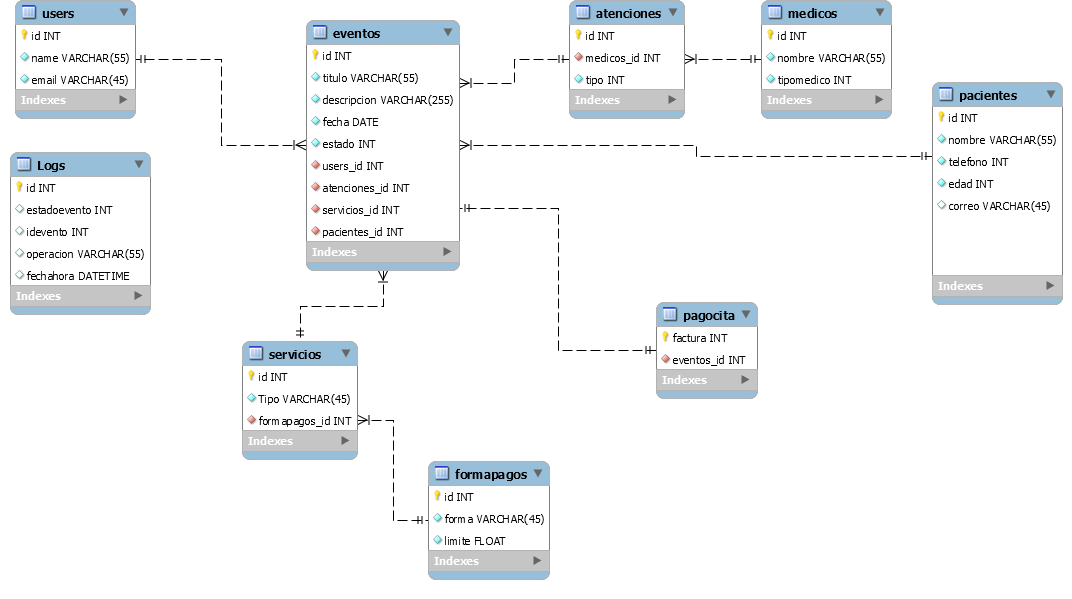 users
id INT
name VARCHAR(55)
email VARCHAR(45)
Indexes
Logs
id INT
estadoevento INT
idevento INT
operacion VARCHAR(55)
fechahora DATETIME
Indexes
eventos
id INT
titulo VARCHAR(55)
descripcion VARCHAR(255)
fecha DATE
estado INT
users_id INT
atenciones_id INT
servicios_id INT
pacientes_id INT
Indexes
atenciones
id INT
medicos_id INT
tipo INT
Indexes
medicos
id INT
nombre VARCHAR(55)
tipomedico INT
Indexes
pacientes
id INT
nombre VARCHAR(55)
telefono INT
edad INT
correo VARCHAR(45)
Indexes
pagocita
factura INT
eventos_id INT
Indexes
servicios
id INT
Tipo VARCHAR(45)
formapagos_id INT
Indexes
formapagos
id INT
forma VARCHAR(45)
limite FLOAT
Indexes